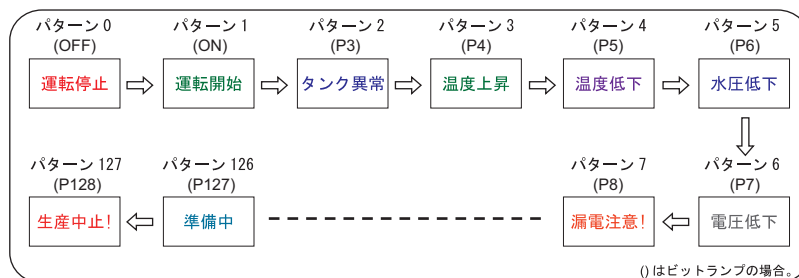 パターン 0
(OFF)
運転停止
パターン 1
(ON)
運転開始
パターン 2
(P3)
タンク異常
パターン 3
(P4)
温度上昇
パターン 4
(P5)
温度低下
パターン 5
(P6)
水圧低下
パターン 6
(P7)
電圧低下
パターン 7
(P8)
漏電注意!
パターン 126
(P127)
準備中
パターン 127
(P128)
生産中止!
()はビットランプの場合。